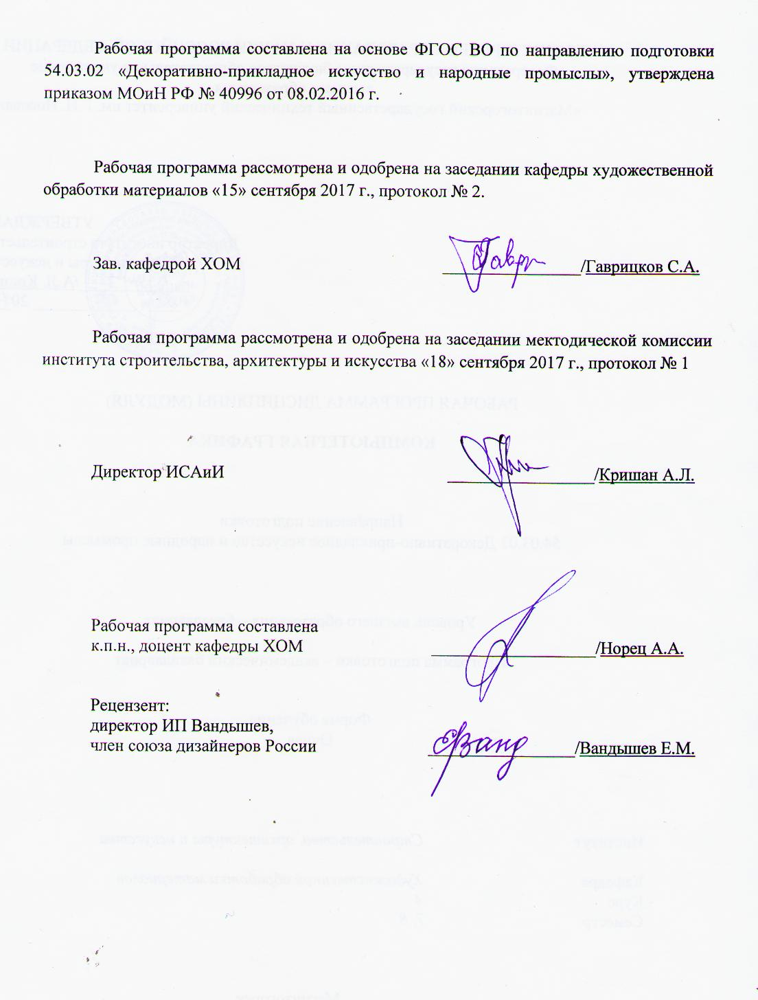 Рабочая программа составлена на основе ФГОС ВО по направлению подготовки
54.03.02 «Декоративно-прикладное искусство и народные промыслы», утверждена
приказом МОиН РФ № 40996 от 08.02.2016 г.
Рабочая программа рассмотрена и одобрена на заседании кафедры художественной
обработки материалов «15» сентября 2017 г., протокол № 2.
Зав. кафедрой ХОМ /Гаврицков С.А.
Рабочая программа рассмотрена и одобрена на заседании мектодической комиссии
института строительства, архитектуры и искусства «18» сентября 2017 г., протокол № 1
Директор ИСАиИ /Кришан А.Л.
Рабочая программа составлена
к.п.н., доцент кафедры ХОМ /Норец А.А.
Рецензент:
директор ИП Вандышев,
член союза дизайнеров России /Вандышев Е.М.